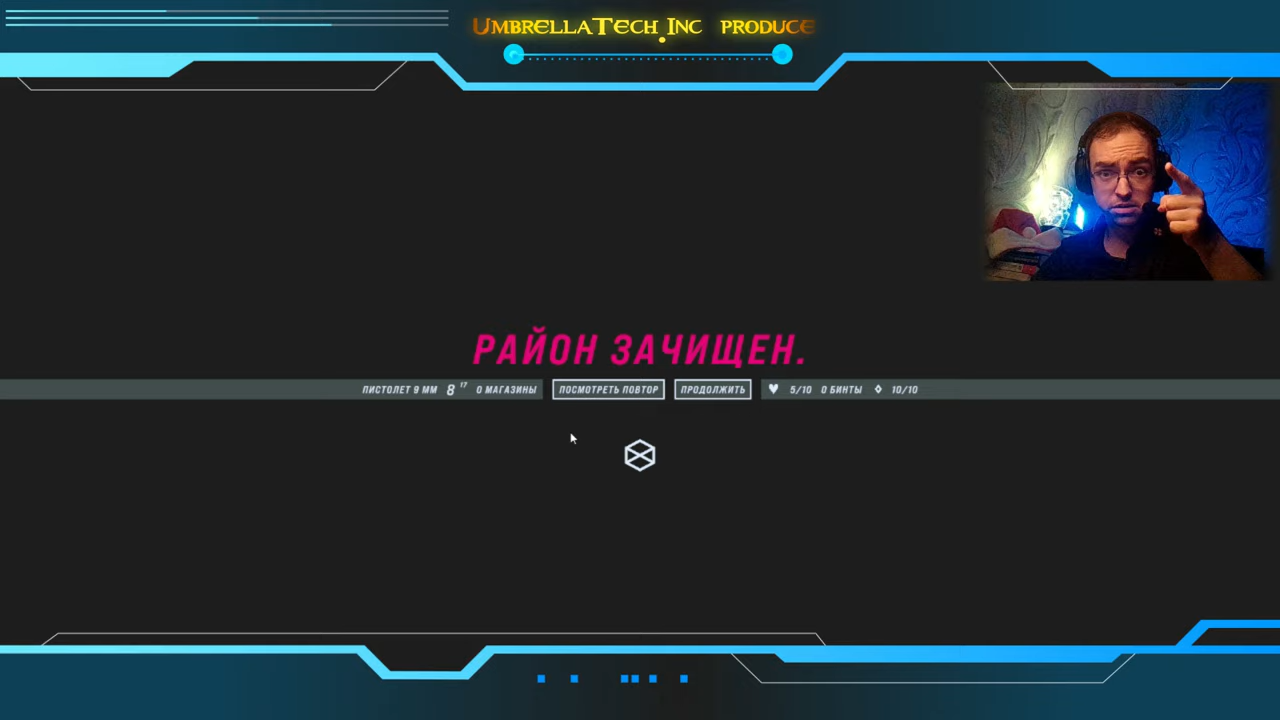 UmbrellaTech.Inc produce
РАЙОН ЗАЧИЩЕН.
ПИСТОЛЕТ 9 ММ 8 17 0 МАГАЗИНЫ ПОСМОТРЕТЬ ПОВТОР ПРОДОЛЖИТЬ 5/10 0 БИНТЫ 10/10